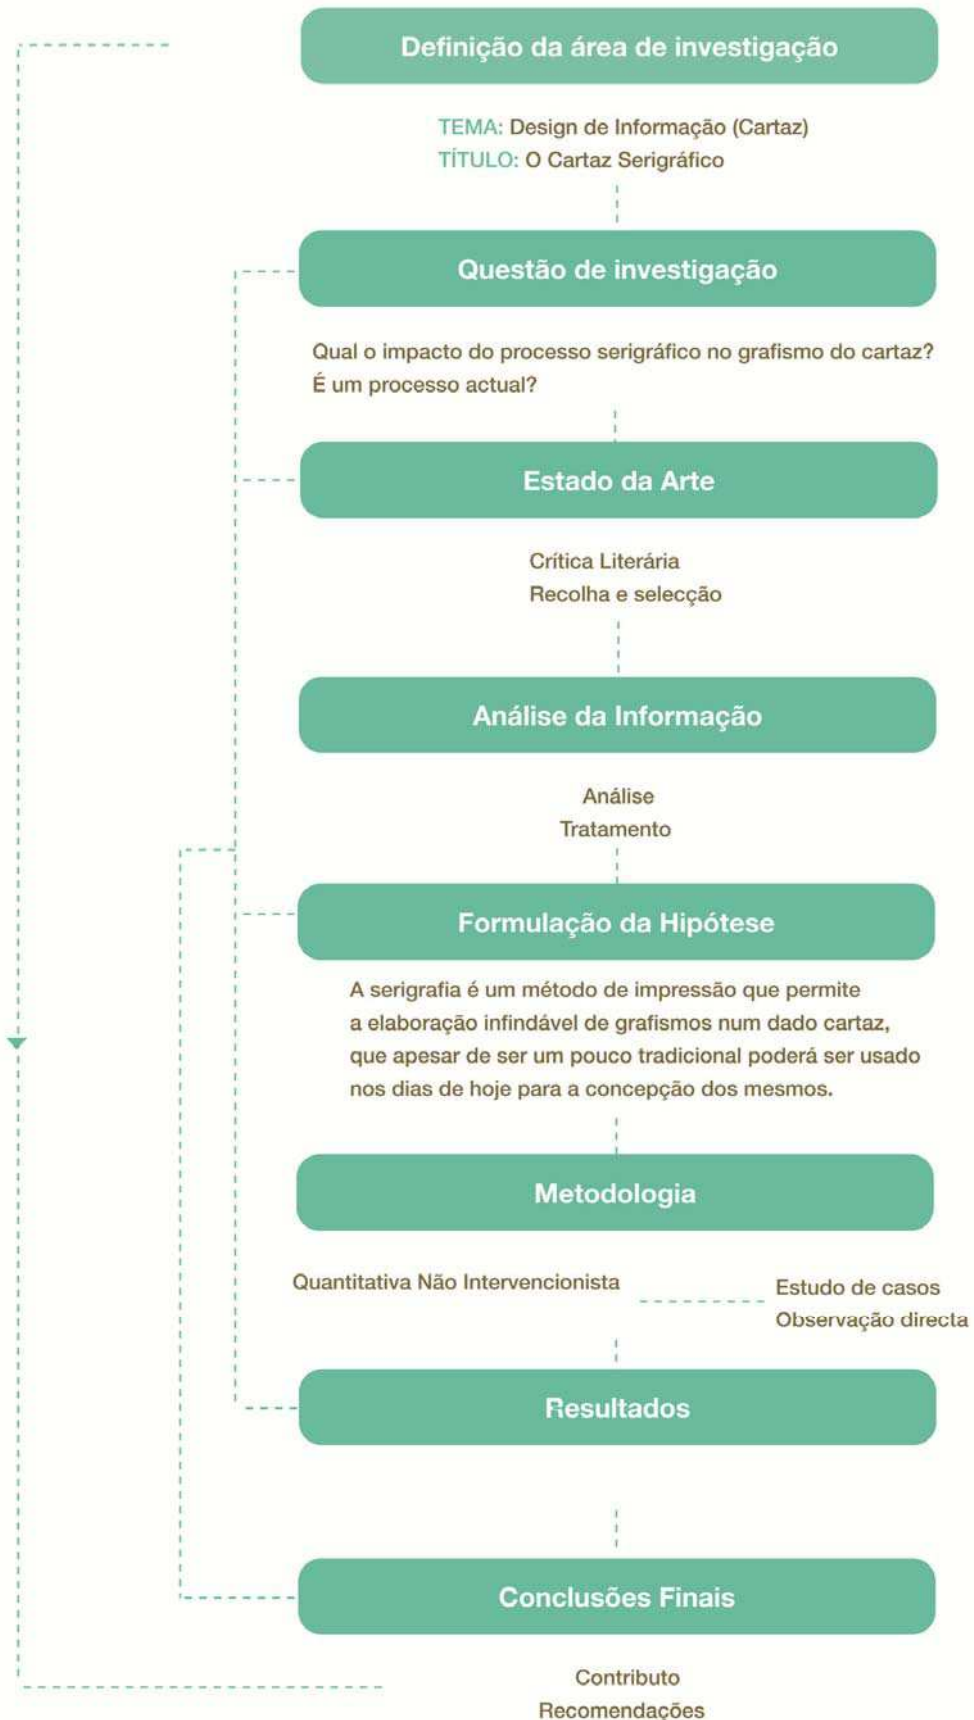 Definição da área de investigação
TEMA: Design de Informação (Cartaz)
TÍTULO: O Cartaz Serigráfico
Questão de investigação
Qual o impacto do processo serigráfico no grafismo do cartaz?
É um processo actual?
Estado da Arte
Crítica Literária
Recolha e selecção
Análise da Informação
Análise
Tratamento
Formulação da Hipótese
A serigrafia é um método de impressão que permite
a elaboração infindável de grafismos num dado cartaz,
que apesar de ser um pouco tradicional poderá ser usado
nos dias de hoje para a concepção dos mesmos.
Metodologia
Quantitativa Não Intervencionista
Estudo de casos
Observação directa
Resultados
Conclusões Finais
Contributo
Recomendações